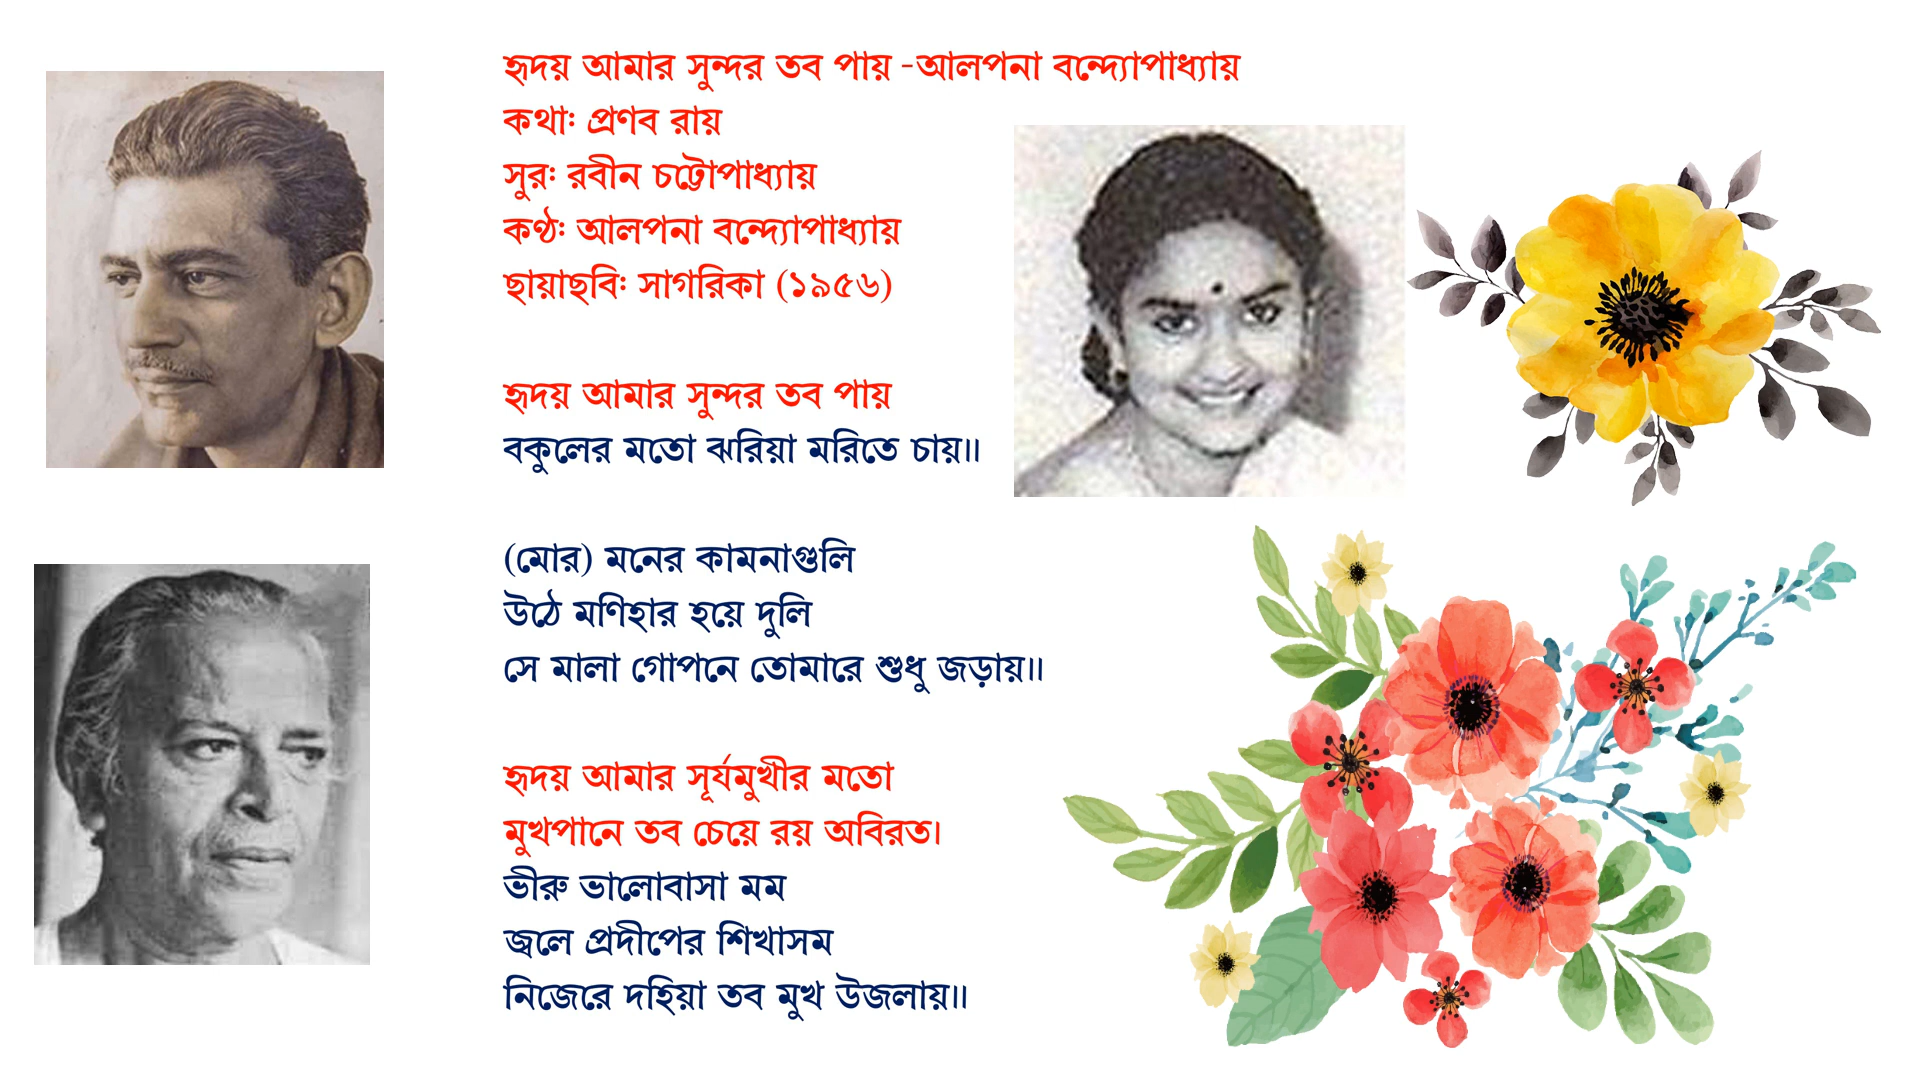 হৃদয় আমার সুন্দর তব পায় -আলপনা বন্দ্যোপাধ্যায়
কথাঃ প্রণব রায়
সুরঃ রবীন চট্টোপাধ্যায়
কণ্ঠঃ আলপনা বন্দ্যোপাধ্যায়
ছায়াছবিঃ সাগরিকা (১৯৫৬)
হৃদয় আমার সুন্দর তব পায়
বকুলের মতো ঝরিয়া মরিতে চায়॥
(মোর) মনের কামনাগুলি
উঠে মণিহার হয়ে দুলি
সে মালা গোপনে তোমারে শুধু জড়ায়॥
হৃদয় আমার সূর্যমুখীর মতো
মুখপানে তব চেয়ে রয় অবিরত।
ভীরু ভালোবাসা মম
জ্বলে প্রদীপের শিখাসম
নিজেরে দহিয়া তব মুখ উজলায়॥